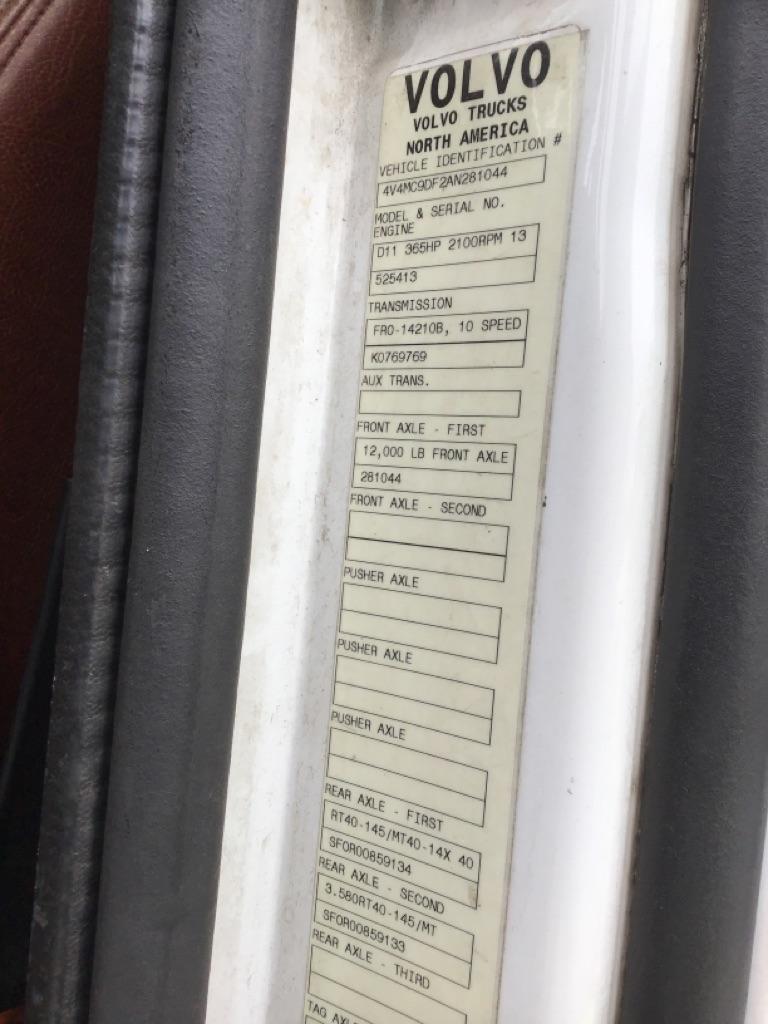 VOLVO
VOLVO TRUCKS
NORTH AMERICA
VEHICLE IDENTIFICATION #
4V4MC9DF2AN281044
MODEL & SERIAL NO.
ENGINE
D11 365HP 2100RPM 13
525413
TRANSMISSION
FRO-14210B, 10 SPEED
K0769769
AUX TRANS.
FRONT AXLE - FIRST
12,000 LB FRONT AXLE
281044
FRONT AXLE - SECOND
PUSHER AXLE
PUSHER AXLE
PUSHER AXLE
REAR AXLE - FIRST
RT40-145/MT40-14X 40
SFOR00859134
REAR AXLE - SECOND
3.580RT40-145/MT
SFOR00859133
REAR AXLE - THIRD
TAG